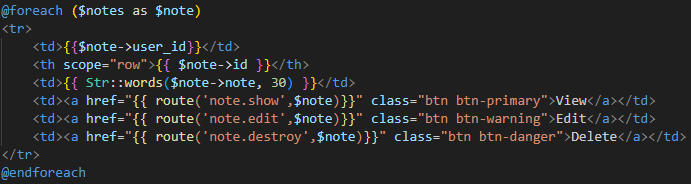 @foreach ($notes as $note)
<tr>
    <td>{{$note->user_id}}</td>
    <th scope="row">{{ $note->id }}</th>
    <td>{{ Str::words($note->note, 30) }}</td>
    <td><a href="{{ route('note.show',$note)}}" class="btn btn-primary">View</a></td>
    <td><a href="{{ route('note.edit',$note)}}" class="btn btn-warning">Edit</a></td>
    <td><a href="{{ route('note.destroy',$note)}}" class="btn btn-danger">Delete</a></td>
</tr>
@endforeach